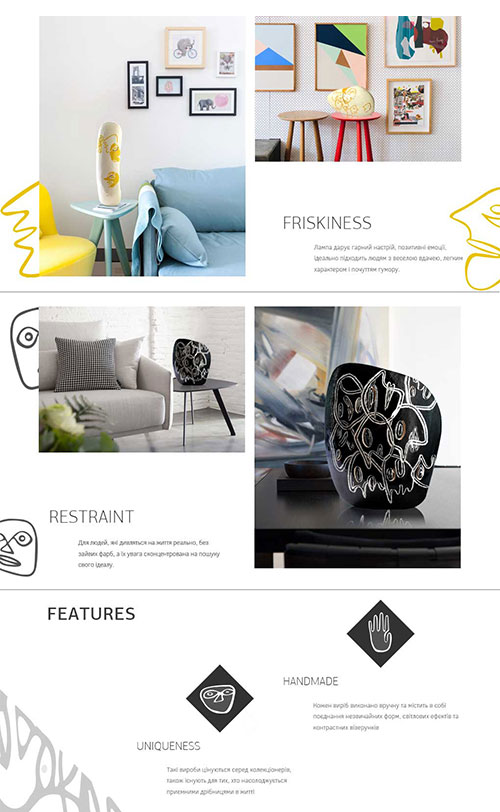 FRISKINESS
Лампа дарує гарний настрій, позитивні емоції.
Ідеально підходить людям з веселою вдачею, легким
характером і почуттям гумору.
RESTRAINT
Для людей, які дивляться на життя реально, без
зайвих фарб, а їх увага сконцентрована на пошуку
свого ідеалу.
FEATURES
HANDMADE
Кожен виріб виконано вручну та містить в собі
поєднання незвичайних форм, світлових ефектів та
контрастних візерунків
UNIQUENESS
Такі вироби цінуються серед колекціонерів,
також існують для тих, хто насолоджується
приємними дрібницями в житті